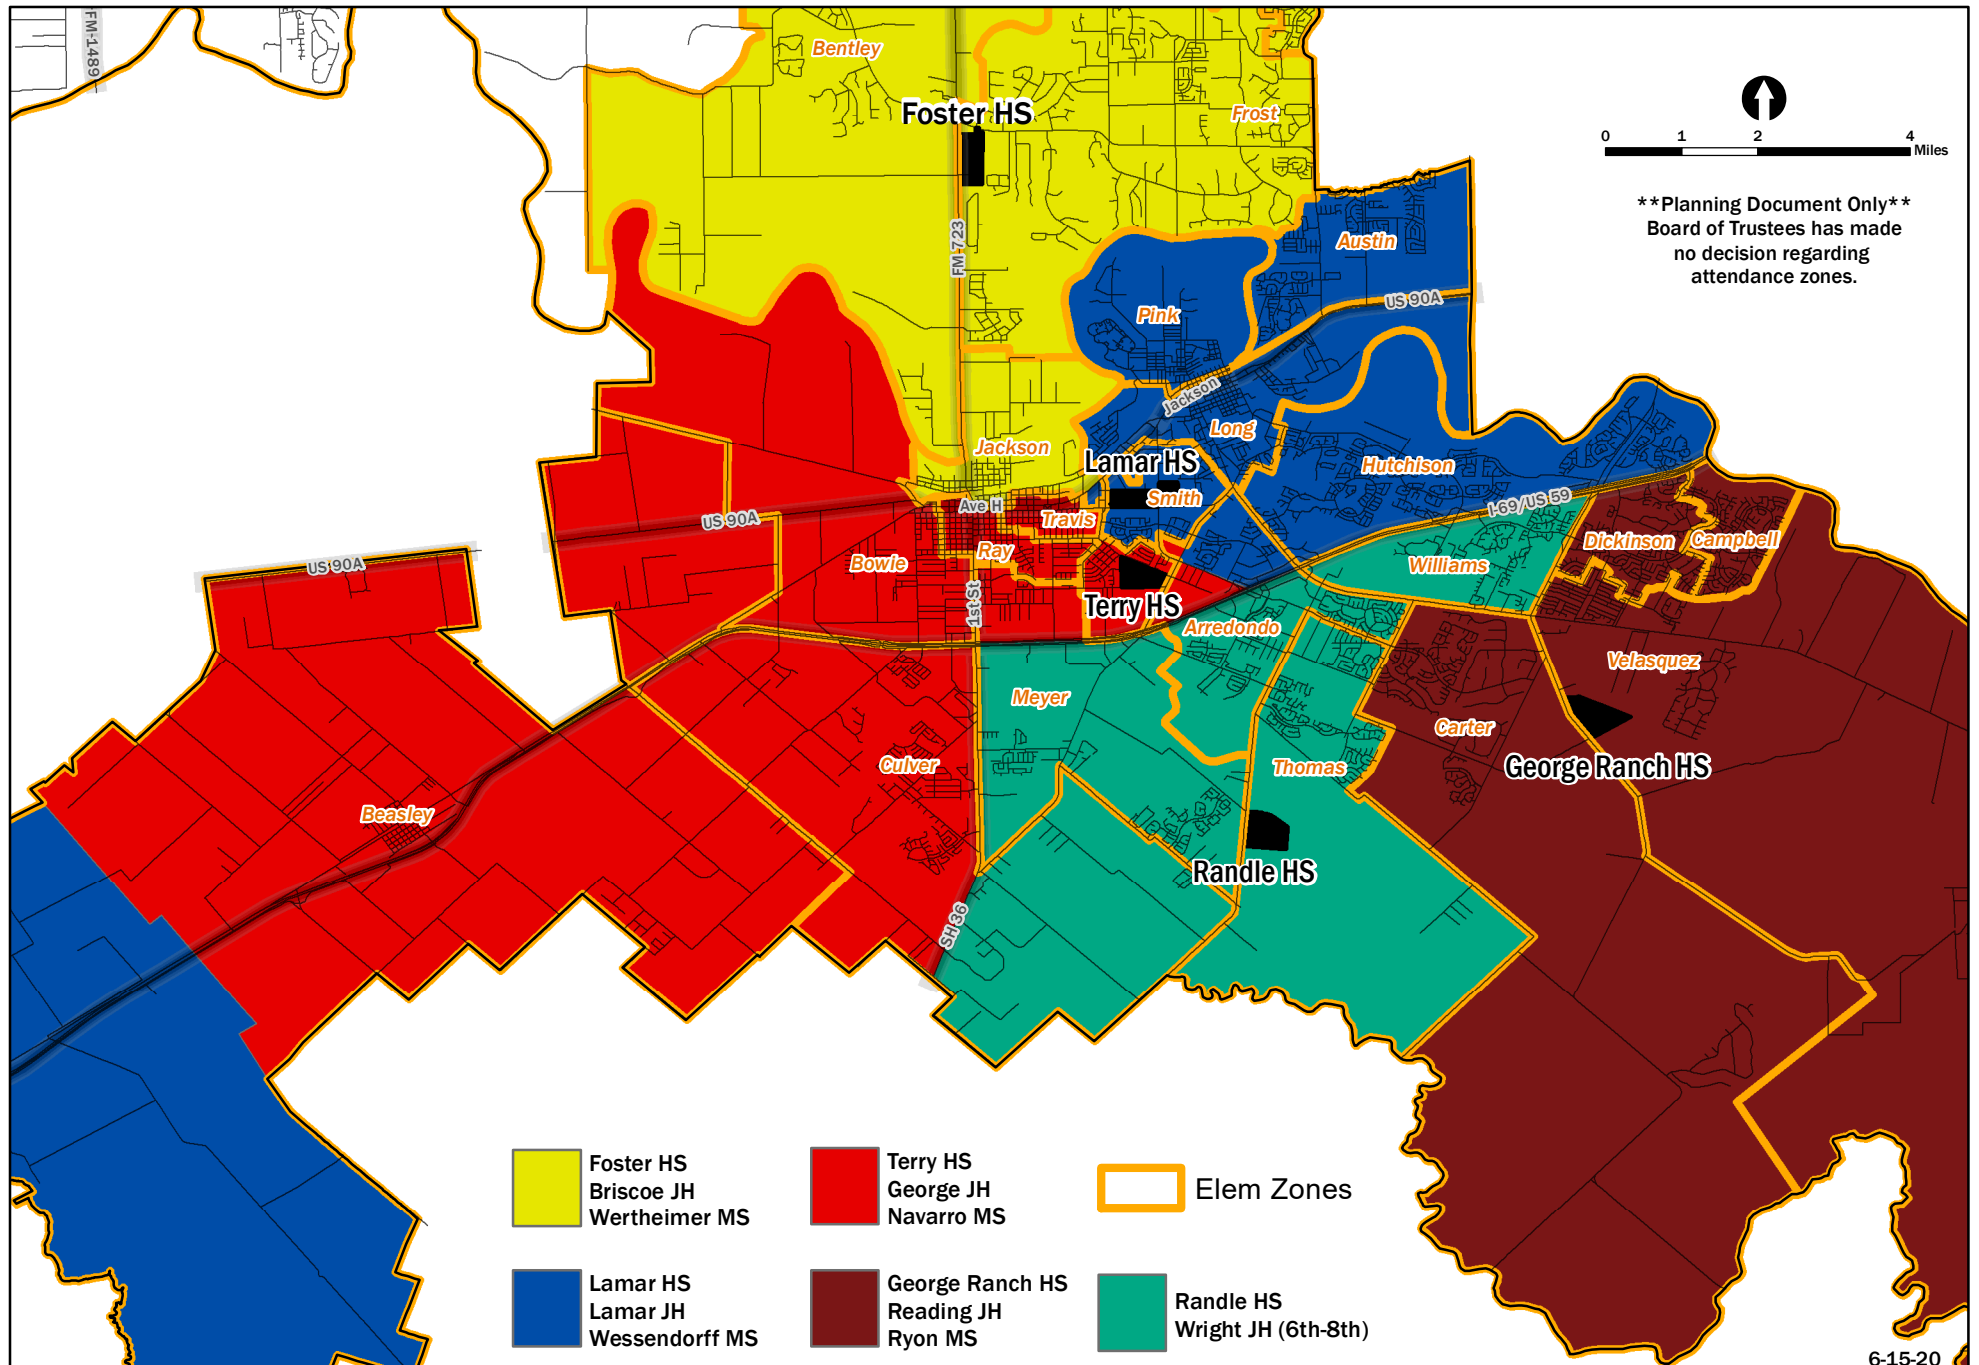 FM-1489
Bentley
Foster HS
Frost
0 1 2 4
Miles
**Planning Document Only**
Board of Trustees has made
no decision regarding
attendance zones.
FM 723
Austin
US 90A
Pink
Jackson
Long
Jackson
Lamar HS
Hutchison
Smith
I-69/US 59
Ave H
US 90A
Travis
Ray
Bowie
Dickinson
Campbell
Williams
US 90A
1st St
Terry HS
Arredondo
Velasquez
Meyer
Carter
Culver
Thomas
George Ranch HS
Beasley
Randle HS
SH 36
Foster HS
Briscoe JH
Wertheimer MS
Terry HS
George JH
Navarro MS
Elem Zones
Lamar HS
Lamar JH
Wessendorff MS
George Ranch HS
Reading JH
Ryon MS
Randle HS
Wright JH (6th-8th)
6-15-20